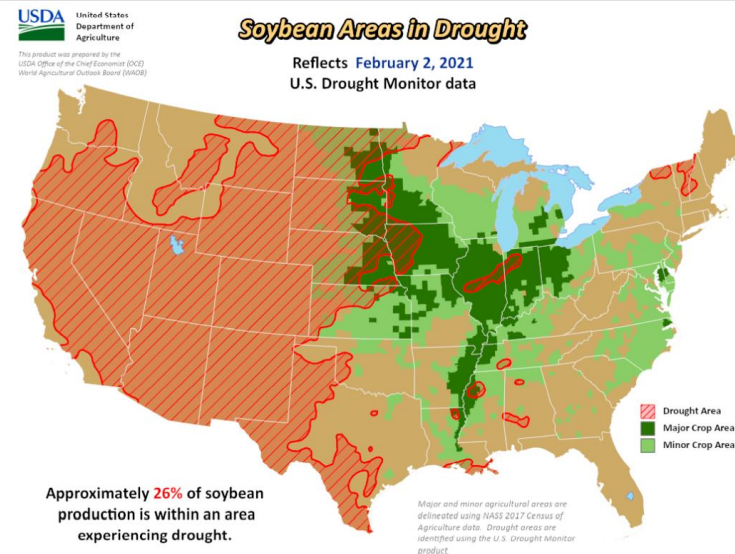 USDA
United States
Department of
Agriculture
This product was prepared by the
USDA Office of the Chief Economist (OCE)
World Agricultural Outlook Board (WAOB)
Soybean Areas in Drought
Reflects February 2, 2021
U.S. Drought Monitor data
Drought Area
Major Crop Area
Minor Crop Area
Approximately 26% of soybean
production is within an area
experiencing drought.
Major and minor agricultural areas are
delineated using NASS 2017 Census of
Agriculture data. Drought areas are
identified using the U.S. Drought Monitor
product.